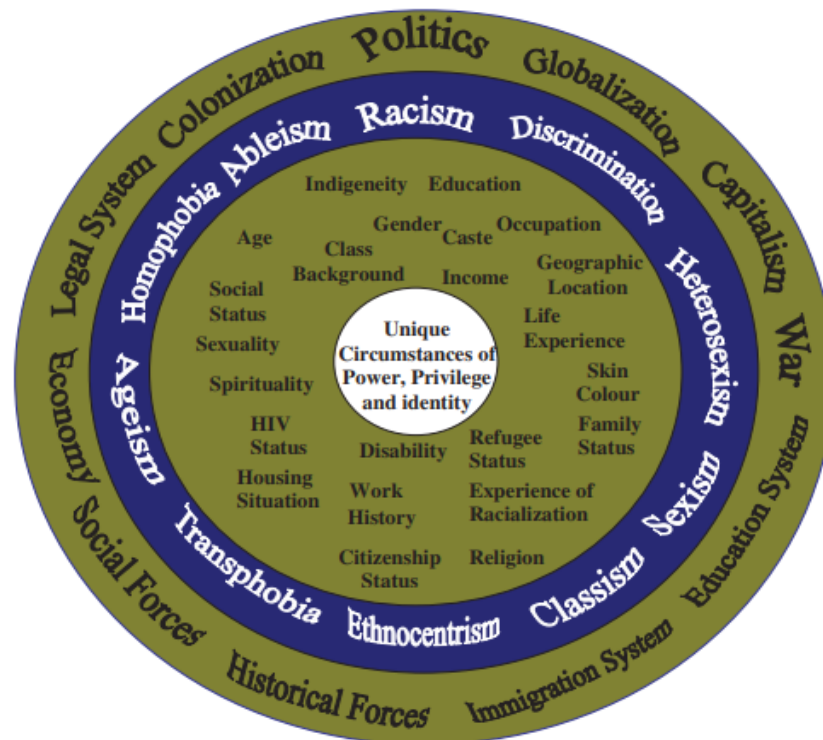 Politics
Globalization
Capitalism
War
Education System
Immigration System
Historical Forces
Social Forces
Economy
Legal System
Colonization
Racism
Discrimination
Heterosexism
Sexism
Classism
Ethnocentrism
Transphobia
Ageism
Homophobia
Ableism
Indigeneity
Education
Gender
Caste
Occupation
Age
Class
Background
Income
Geographic
Location
Social
Status
Life
Experience
Sexuality
Skin
Colour
Spirituality
HIV
Status
Family
Status
Disability
Refugee
Status
Housing
Situation
Work
History
Experience of
Racialization
Citizenship
Status
Religion
Unique
Circumstances of
Power, Privilege
and identity